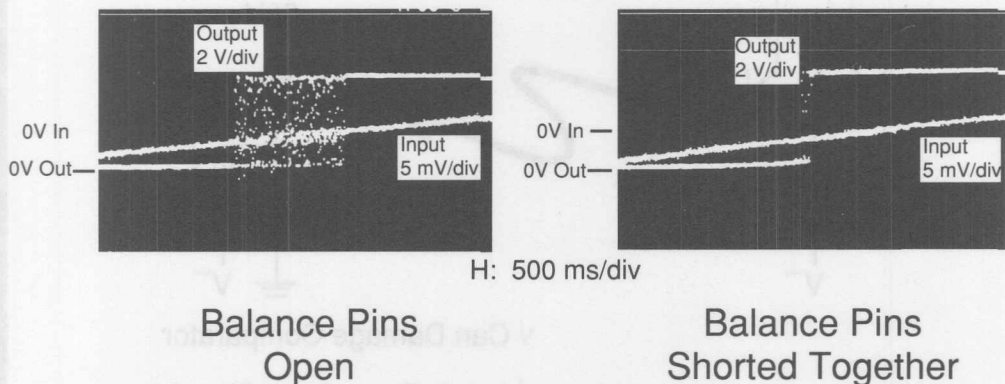 Output
2 V/div
0V In
0V Out
Input
5 mV/div
Output
2 V/div
0V In
0V Out
Input
5 mV/div
H: 500 ms/div
Balance Pins
Open
Balance Pins
Shorted Together